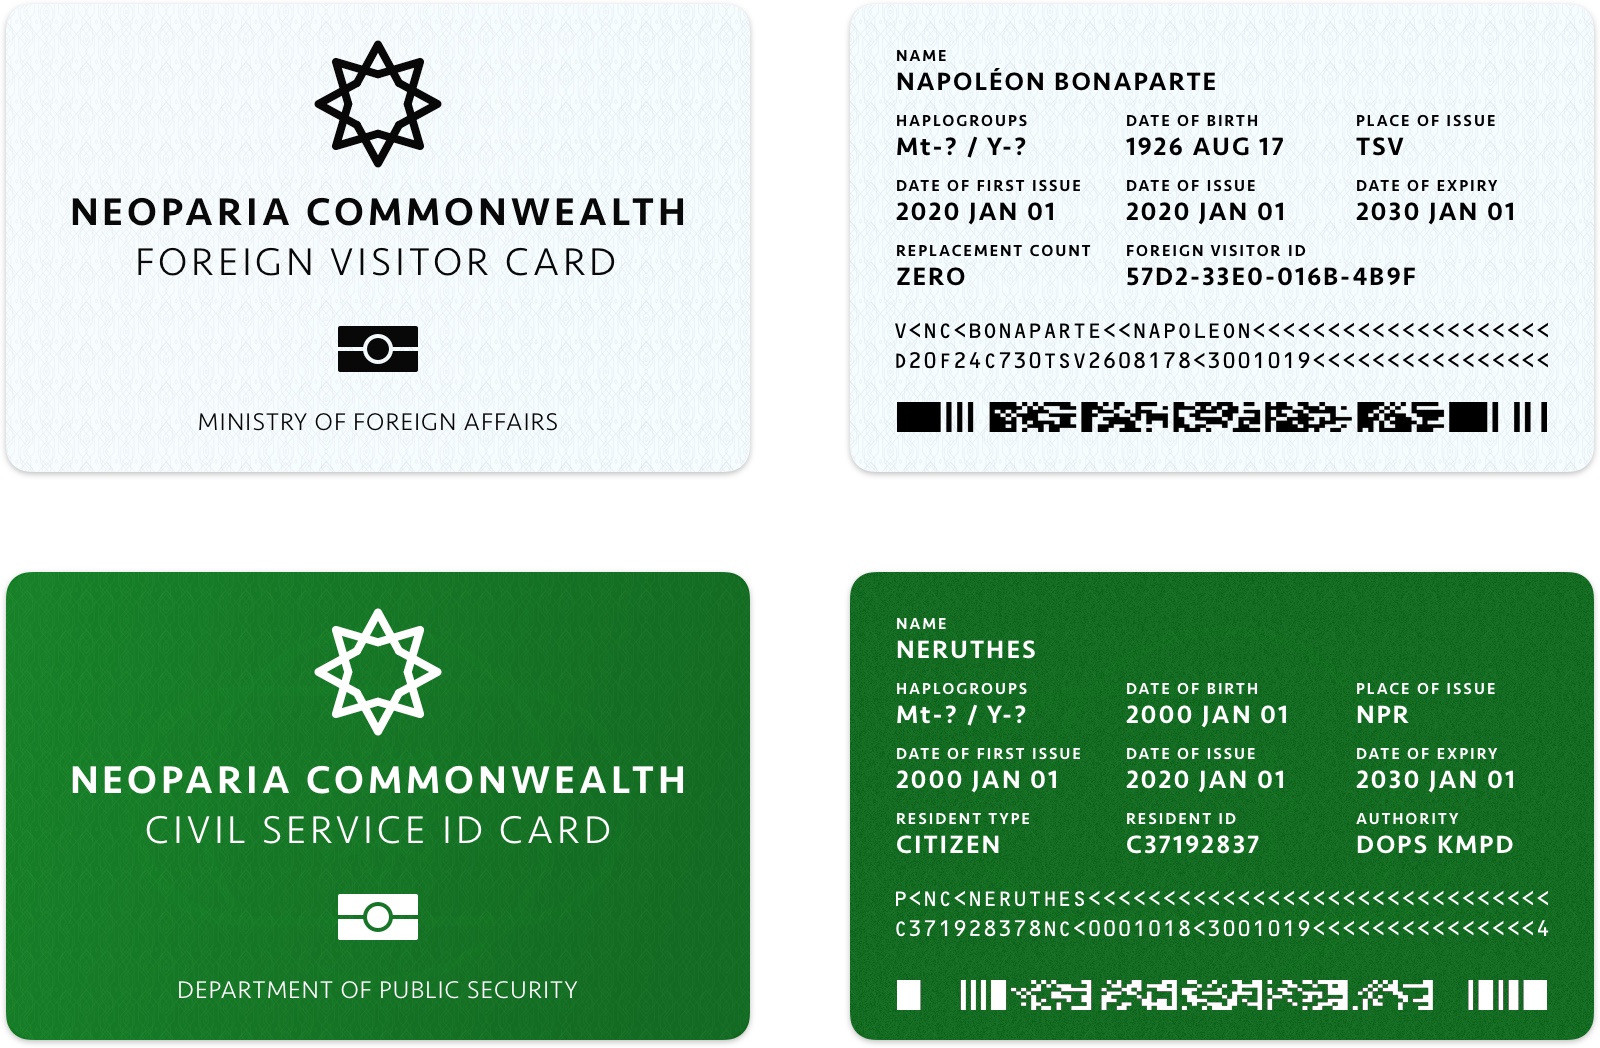 NEOPARIA COMMONWEALTH
FOREIGN VISITOR CARD
MINISTRY OF FOREIGN AFFAIRS
NAME
NAPOLÉON BONAPARTE
HAPLOGROUPS DATE OF BIRTH PLACE OF ISSUE
Mt-? / Y-? 1926 AUG 17 TSV
DATE OF FIRST ISSUE DATE OF ISSUE DATE OF EXPIRY
2020 JAN 01 2020 JAN 01 2030 JAN 01
REPLACEMENT COUNT FOREIGN VISITOR ID
ZERO 57D2-33E0-016B-4B9F
V<NC<BONAPARTE<<NAPOLEON<<<<<<<<<<<<<<<<<<<<
D20F24C730TSV2608178<3001019<<<<<<<<<<<<<<<<
NEOPARIA COMMONWEALTH
CIVIL SERVICE ID CARD
DEPARTMENT OF PUBLIC SECURITY
NAME
NERUTHES
HAPLOGROUPS DATE OF BIRTH PLACE OF ISSUE
Mt-? / Y-? 2000 JAN 01 NPR
DATE OF FIRST ISSUE DATE OF ISSUE DATE OF EXPIRY
2000 JAN 01 2020 JAN 01 2030 JAN 01
RESIDENT TYPE RESIDENT ID AUTHORITY
CITIZEN C37192837 DOPS KMPD
P<NC<NERUTHES<<<<<<<<<<<<<<<<<<<<<<<<<<<<<<<
C371928378NC<0001018<3001019<<<<<<<<<<<<<<<4